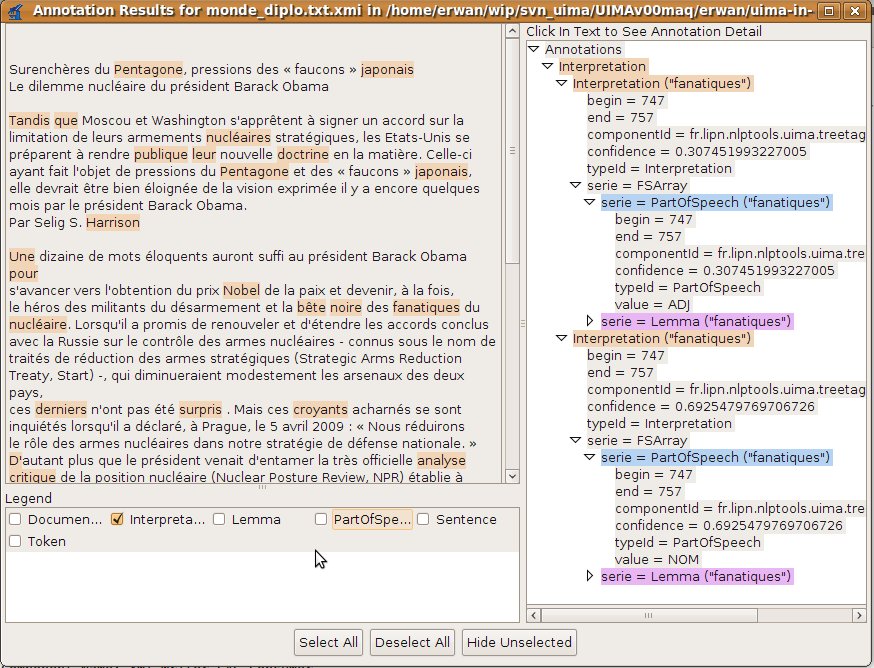 Annotation Results for monde_diplo.txt.xmi in /home/erwan/wip/svn_uima/UIMAv00maq/erwan/uima-in-
Surenchères du Pentagone, pressions des « faucons » japonais
Le dilemme nucléaire du président Barack Obama
Tandis que Moscou et Washington s'apprêtent à signer un accord sur la
limitation de leurs armements nucléaires stratégiques, les Etats-Unis se
préparent à rendre publique leur nouvelle doctrine en la matière. Celle-ci
ayant fait l'objet de pressions du Pentagone et des « faucons » japonais,
elle devrait être bien éloignée de la vision exprimée il y a encore quelques
mois par le président Barack Obama.
Par Selig S. Harrison
Une dizaine de mots éloquents auront suffi au président Barack Obama
pour
s'avancer vers l'obtention du prix Nobel de la paix et devenir, à la fois,
le héros des militants du désarmement et la bête noire des fanatiques du
nucléaire. Lorsqu'il a promis de renouveler et d'étendre les accords conclus
avec la Russie sur le contrôle des armes nucléaires - connus sous le nom de
traités de réduction des armes stratégiques (Strategic Arms Reduction
Treaty, Start) -, qui diminueraient modestement les arsenaux des deux
pays,
ces derniers n'ont pas été surpris . Mais ces croyants acharnés se sont
inquiétés lorsqu'il a déclaré, à Prague, le 5 avril 2009 : « Nous réduirons
le rôle des armes nucléaires dans notre stratégie de défense nationale. »
D'autant plus que le président venait d'entamer la très officielle analyse
critique de la position nucléaire (Nuclear Posture Review, NPR) établie à
Legend
Documen... Interpreta... Lemma PartOfSpe... Sentence
Token
Click In Text to See Annotation Detail
Annotations
Interpretation
Interpretation ("fanatiques")
begin = 747
end = 757
componentId = fr.lipn.nlptools.uima.treetag
confidence = 0.307451993227005
typeId = Interpretation
serie = FSArray
serie = PartOfSpeech ("fanatiques")
begin = 747
end = 757
componentId = fr.lipn.nlptools.uima.tre
confidence = 0.307451993227005
typeId = PartOfSpeech
value = ADJ
serie = Lemma ("fanatiques")
Interpretation ("fanatiques")
begin = 747
end = 757
componentId = fr.lipn.nlptools.uima.treetag
confidence = 0.6925479769706726
typeId = Interpretation
serie = FSArray
serie = PartOfSpeech ("fanatiques")
begin = 747
end = 757
componentId = fr.lipn.nlptools.uima.tre
confidence = 0.6925479769706726
typeId = PartOfSpeech
value = NOM
serie = Lemma ("fanatiques")
Select All Deselect All Hide Unselected